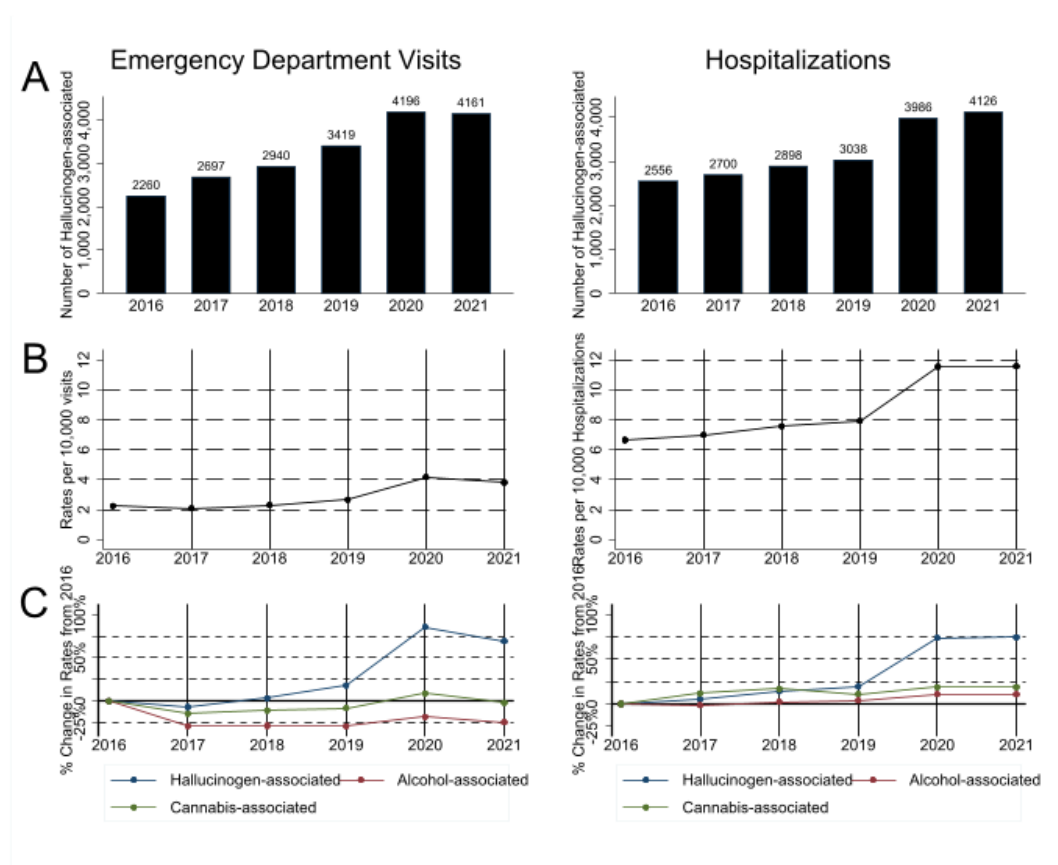 Emergency Department Visits
Hospitalizations
A
Number of Hallucinogen-associated
0 1,000 2,000 3,000 4,000
2260
2697
2940
3419
4196
4161
2016 2017 2018 2019 2020 2021
Number of Hallucinogen-associated
0 1,000 2,000 3,000 4,000
2556
2700
2898
3038
3986
4126
2016 2017 2018 2019 2020 2021
B
Rates per 10,000 visits
0 2 4 6 8 10 12
2016 2017 2018 2019 2020 2021
Rates per 10,000 Hospitalizations
0 2 4 6 8 10 12
2016 2017 2018 2019 2020 2021
C
% Change in Rates from 2016
-25% 0 50% 100%
2016 2017 2018 2019 2020 2021
Hallucinogen-associated Alcohol-associated
Cannabis-associated
% Change in Rates from 2016
-25% 0 50% 100%
2016 2017 2018 2019 2020 2021
Hallucinogen-associated Alcohol-associated
Cannabis-associated